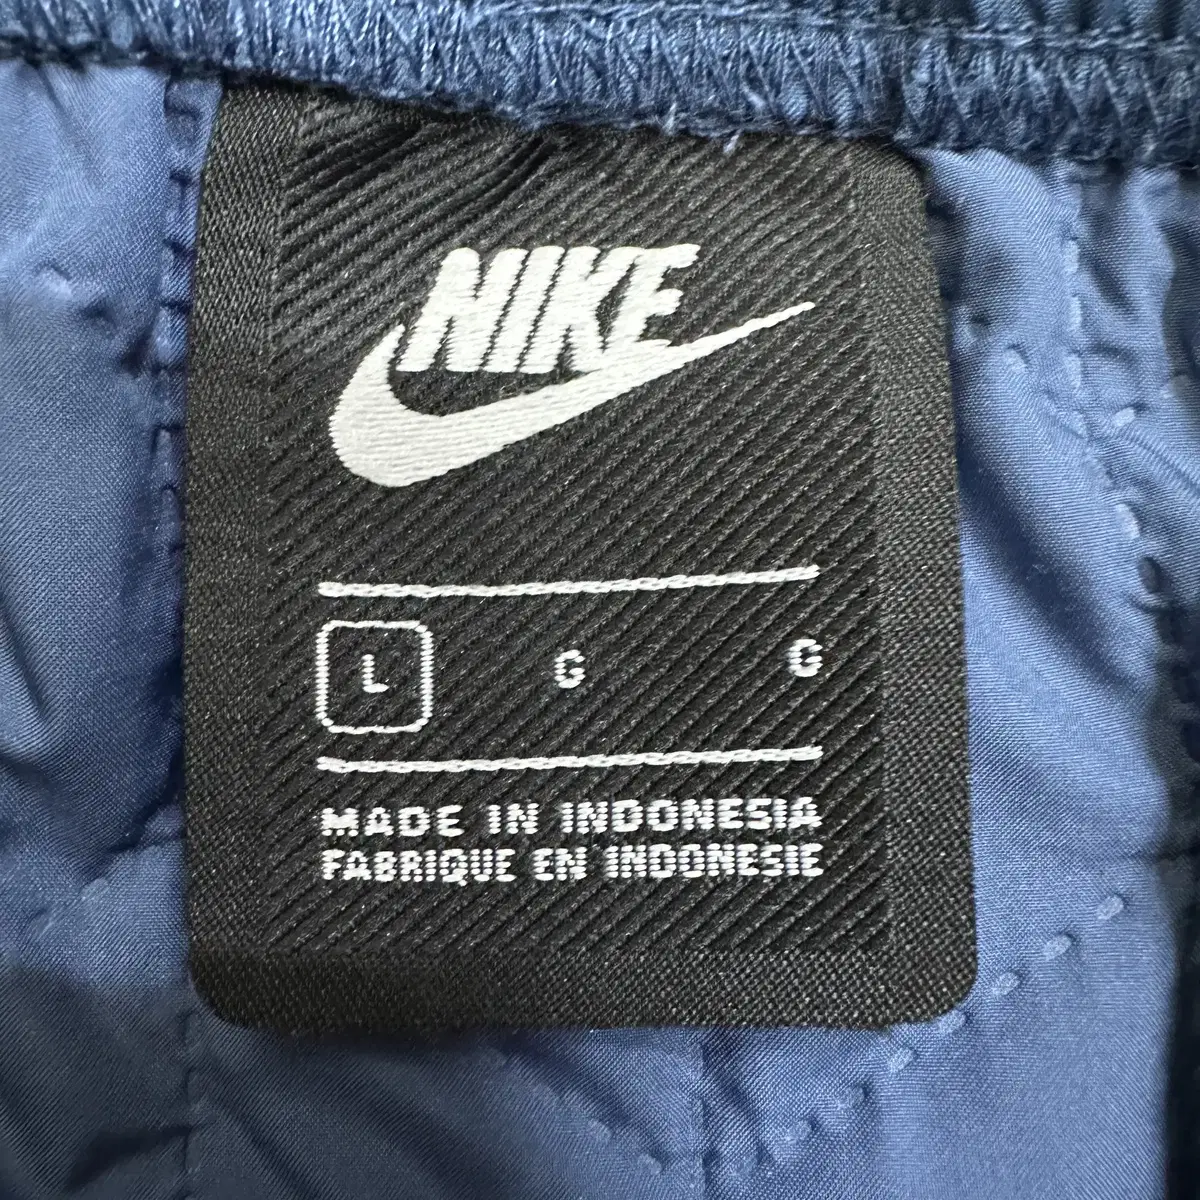 NIKE
L G G
MADE IN INDONESIA
FABRIQUE EN INDONESIE